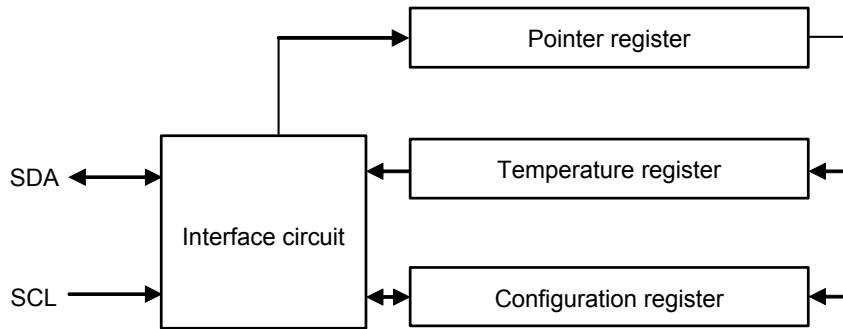 Pointer register
SDA
Temperature register
Interface circuit
SCL
Configuration register